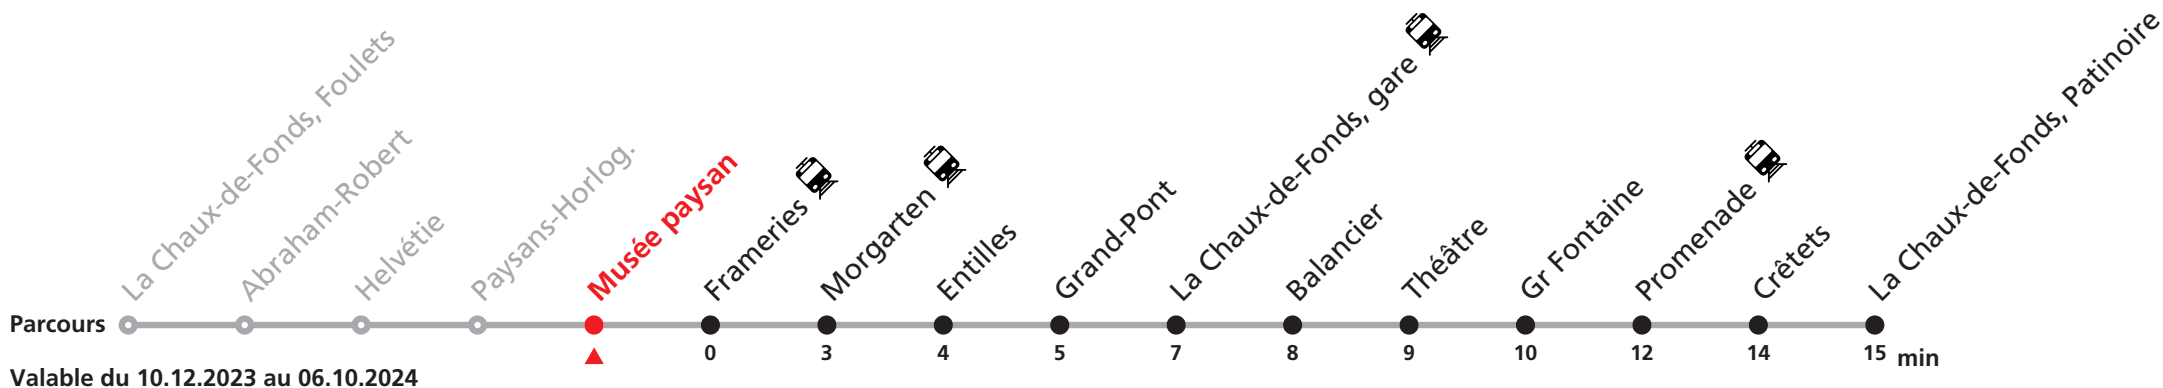 La Chaux-de-Fonds, Foulets
Abraham-Robert
Helvétie
Paysans-Horlog.
Musée paysan
Frameries
Morgarten
Entilles
Grand-Pont
La Chaux-de-Fonds, gare
Balancier
Théâtre
Gr Fontaine
Promenade
Crêtets
La Chaux-de-Fonds, Patinoire
Parcours
0 3 4 5 7 8 9 10 12 14 15 min
Valable du 10.12.2023 au 06.10.2024